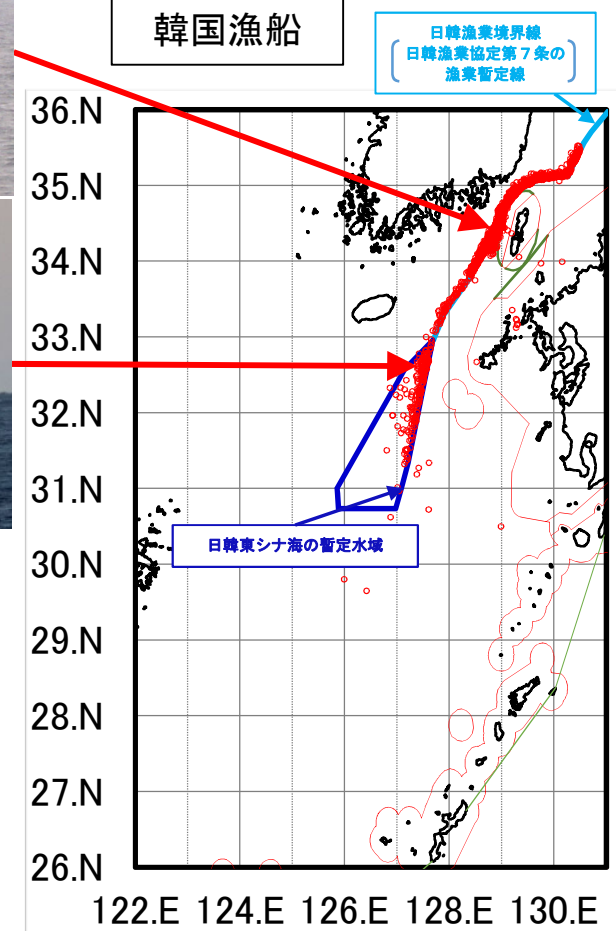 韓国漁船
日韓漁業境界線
日韓漁業協定第７条の
漁業暫定線
36.N
35.N
34.N
33.N
32.N
31.N
日韓東シナ海の暫定水域
30.N
29.N
28.N
27.N
26.N
122.E 124.E 126.E 128.E 130.E